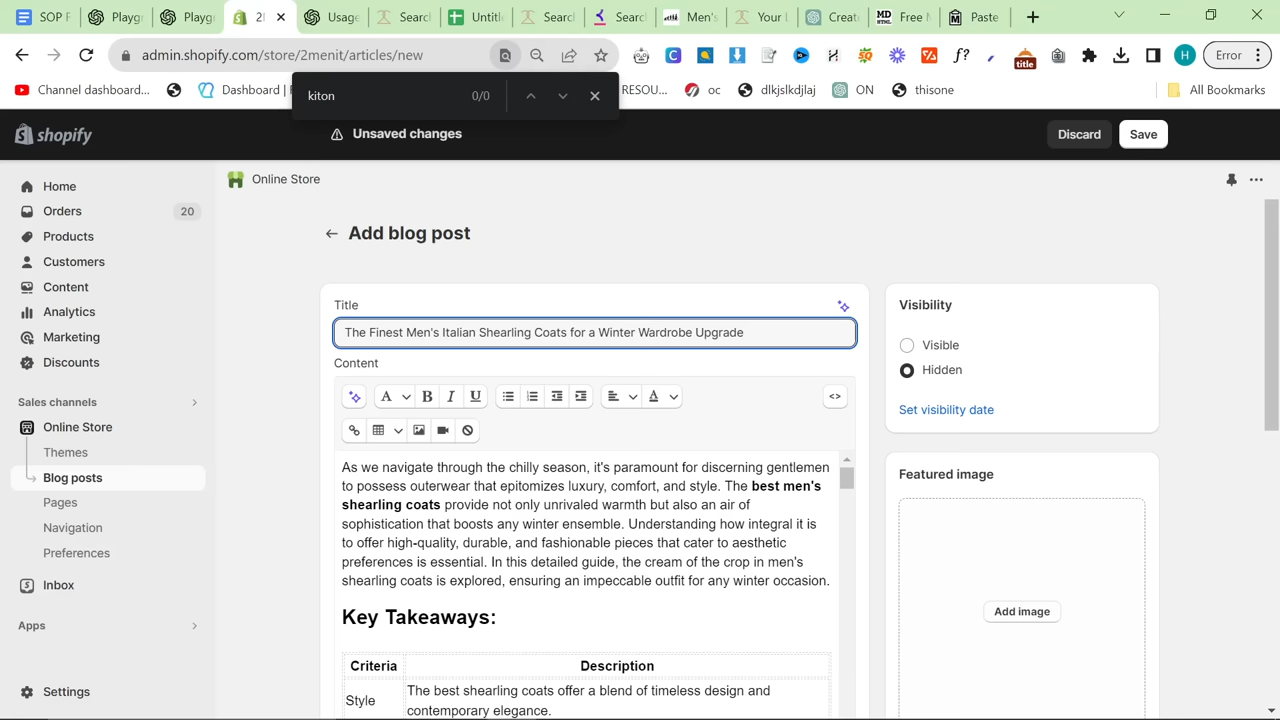 SOP F
Playgr
Playgr
2l
Usage
Searc
Untitl
Searc
Searc
Men's
Your L
Create
Free M
Paste
admin.shopify.com/store/2menit/articles/new
Error
Channel dashboard...
Dashboard |
RESOU...
oc
dlkjslkdjlaj
ON
thisone
All Bookmarks
kiton
0/0
shopify
Unsaved changes
Discard
Save
Home
Orders
20
Products
Customers
Content
Analytics
Marketing
Discounts
Sales channels
Online Store
Themes
Blog posts
Pages
Navigation
Preferences
Inbox
Apps
Settings
Online Store
Add blog post
Title
The Finest Men's Italian Shearling Coats for a Winter Wardrobe Upgrade
Content
As we navigate through the chilly season, it's paramount for discerning gentlemen
to possess outerwear that epitomizes luxury, comfort, and style. The best men's
shearling coats provide not only unrivaled warmth but also an air of
sophistication that boosts any winter ensemble. Understanding how integral it is
to offer high-quality, durable, and fashionable pieces that cater to aesthetic
preferences is essential. In this detailed guide, the cream of the crop in men's
shearling coats is explored, ensuring an impeccable outfit for any winter occasion.
Key Takeaways:
Criteria
Description
Style
The best shearling coats offer a blend of timeless design and
contemporary elegance.
Visibility
Visible
Hidden
Set visibility date
Featured image
Add image